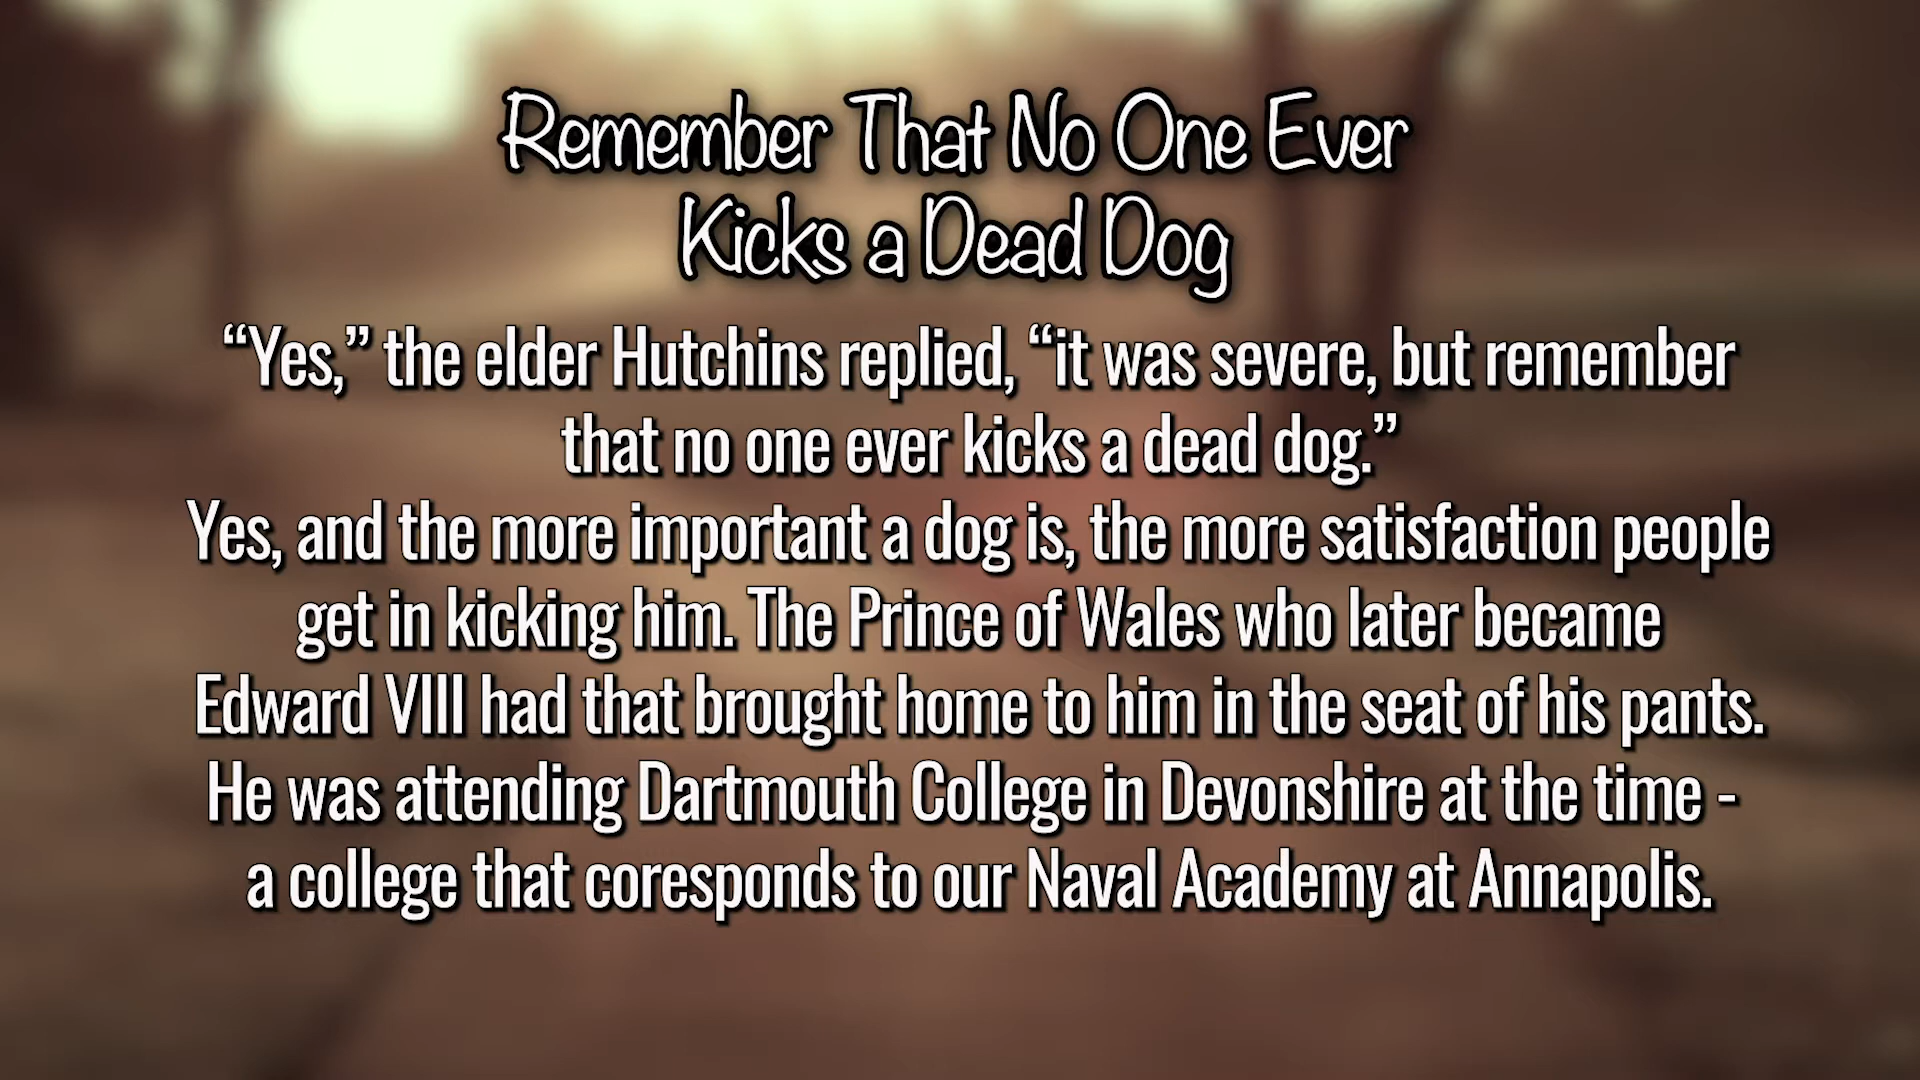 Remember That No One Ever
Kicks a Dead Dog
“Yes,” the elder Hutchins replied, “it was severe, but remember
that no one ever kicks a dead dog.”
Yes, and the more important a dog is, the more satisfaction people
get in kicking him. The Prince of Wales who later became
Edward VIII had that brought home to him in the seat of his pants.
He was attending Dartmouth College in Devonshire at the time -
a college that coresponds to our Naval Academy at Annapolis.